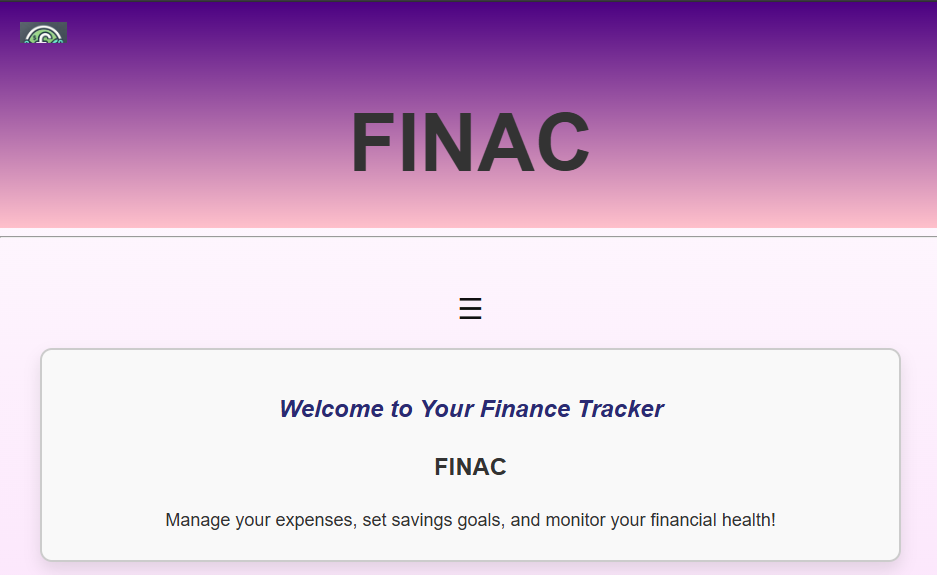 FINAC
☰
Welcome to Your Finance Tracker
FINAC
Manage your expenses, set savings goals, and monitor your financial health!